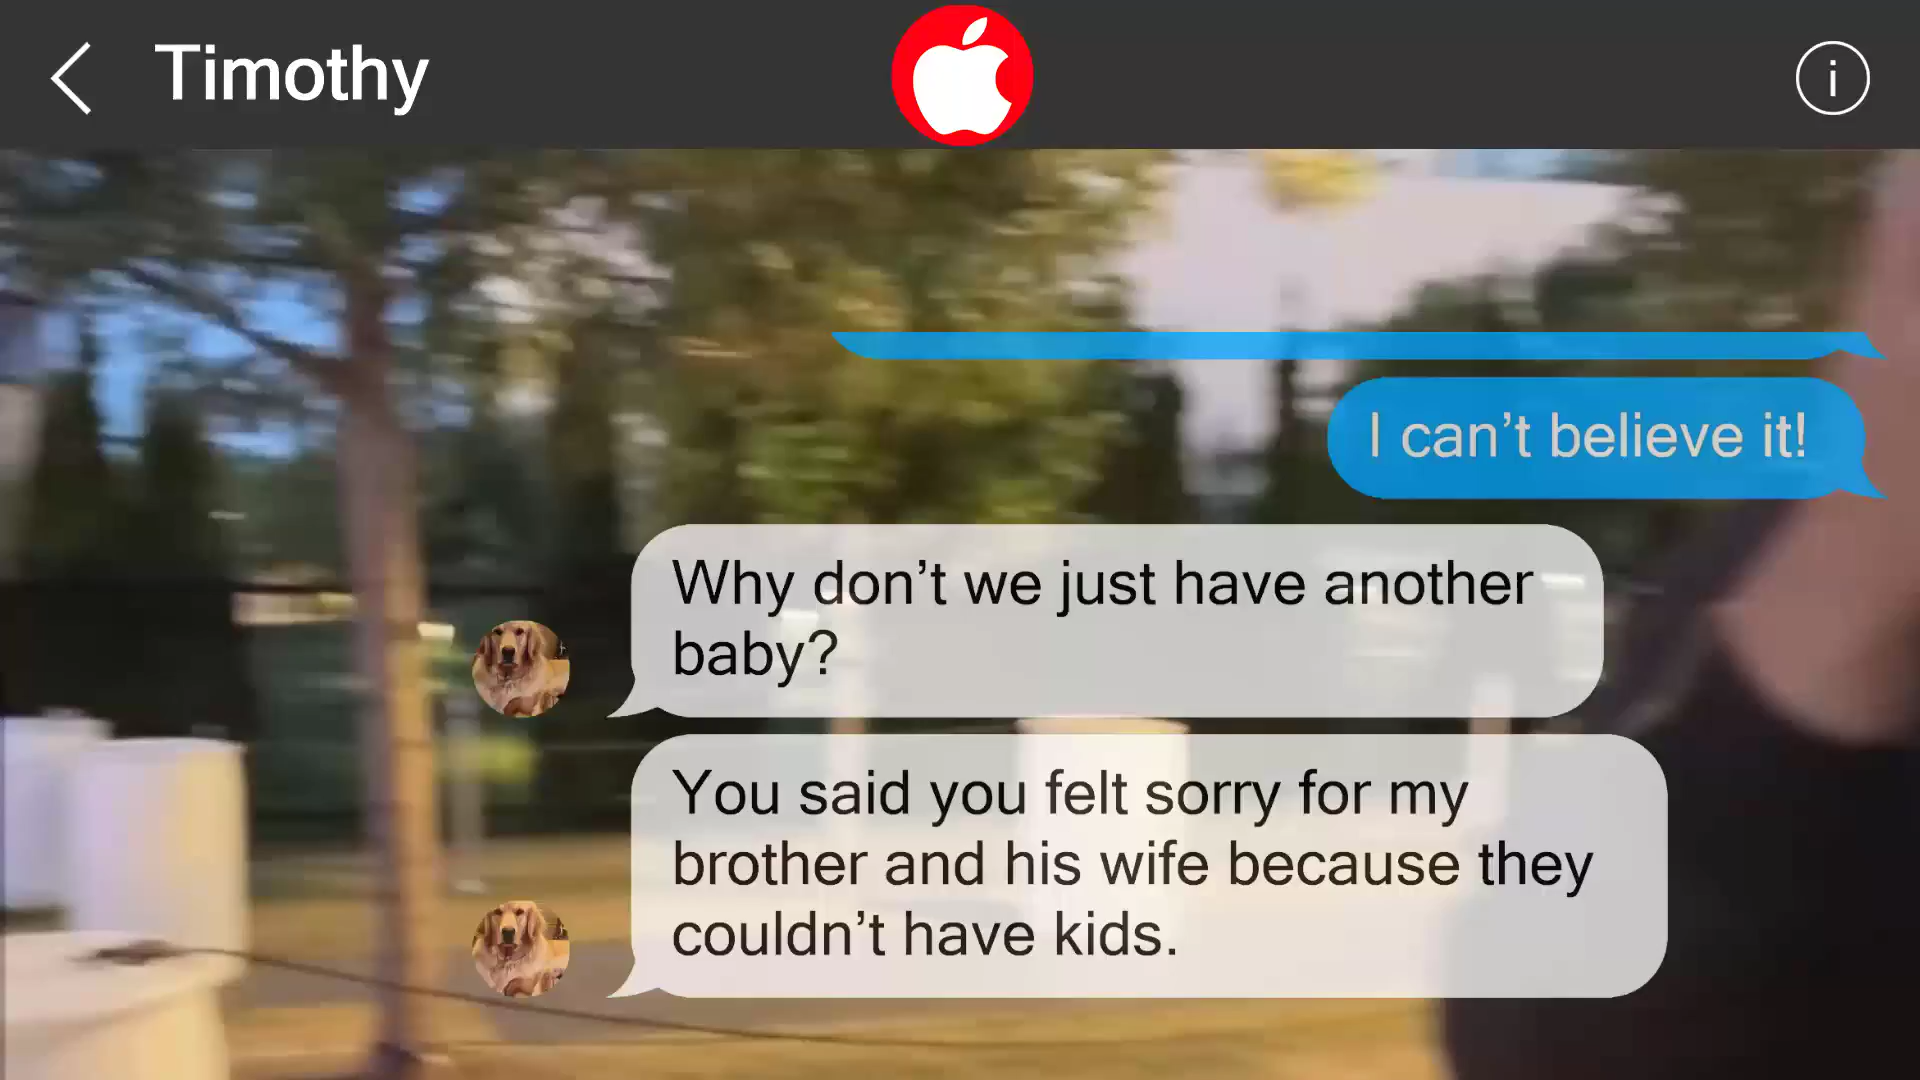 Timothy
i
I can’t believe it!
Why don’t we just have another
baby?
You said you felt sorry for my
brother and his wife because they
couldn’t have kids.